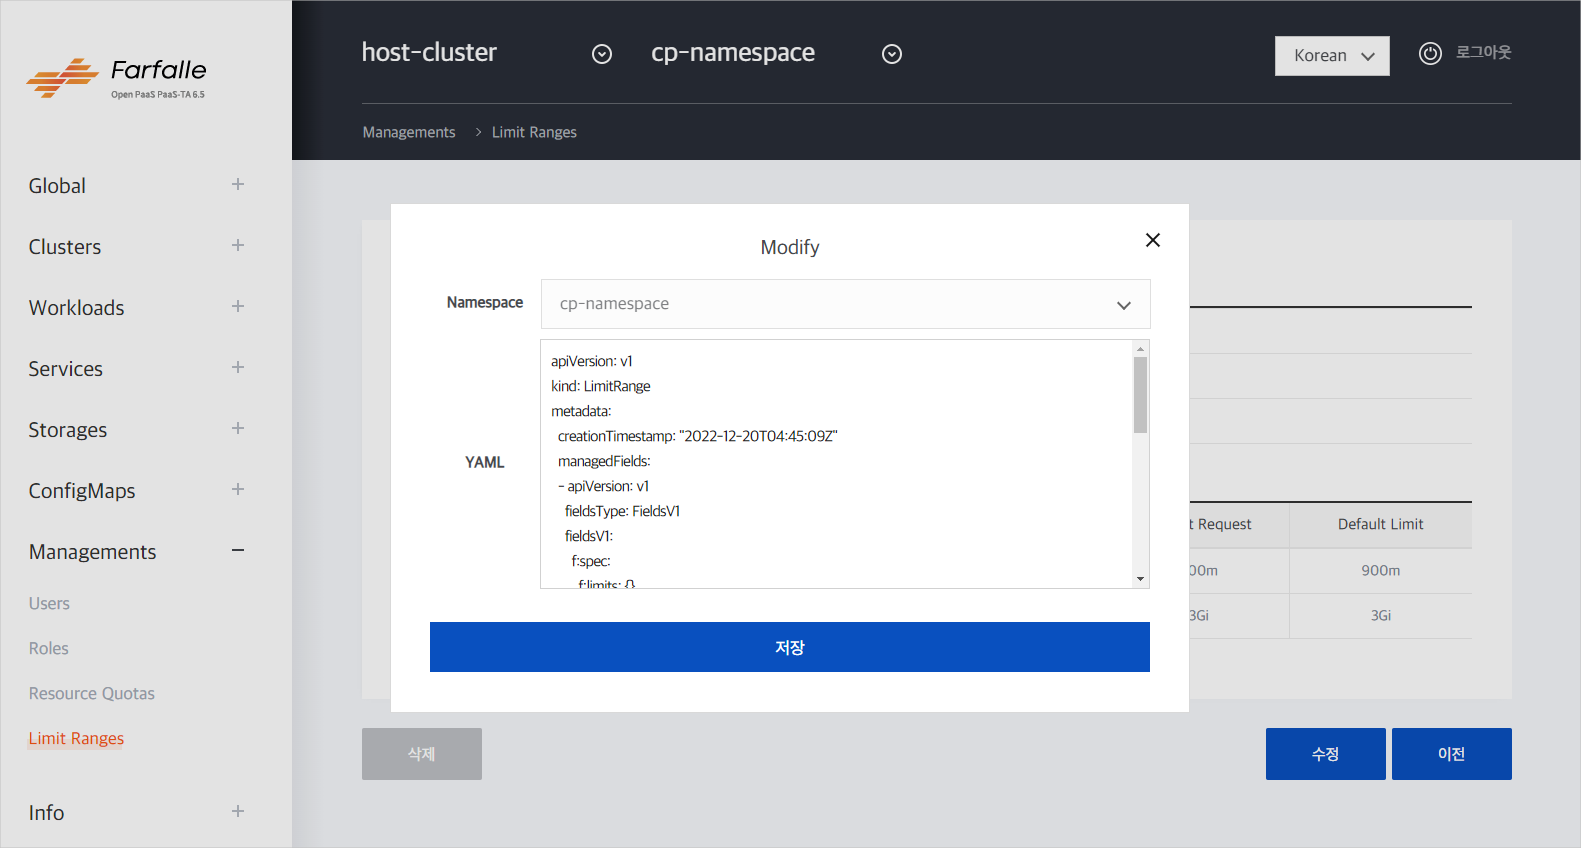 Farfalle
Open PaaS PaaS-TA 6.5
host-cluster
cp-namespace
Korean
로그아웃
Managements > Limit Ranges
Global
Clusters
Workloads
Services
Storages
ConfigMaps
Managements
Users
Roles
Resource Quotas
Limit Ranges
Info
Modify
Namespace
cp-namespace
YAML
apiVersion: v1
kind: LimitRange
metadata:
creationTimestamp: "2022-12-20T04:45:09Z"
managedFields:
- apiVersion: v1
fieldsType: FieldsV1
fieldsV1:
f:spec:
f:limits: {}
저장
t Request
Default Limit
00m
900m
3Gi
3Gi
삭제
수정
이전